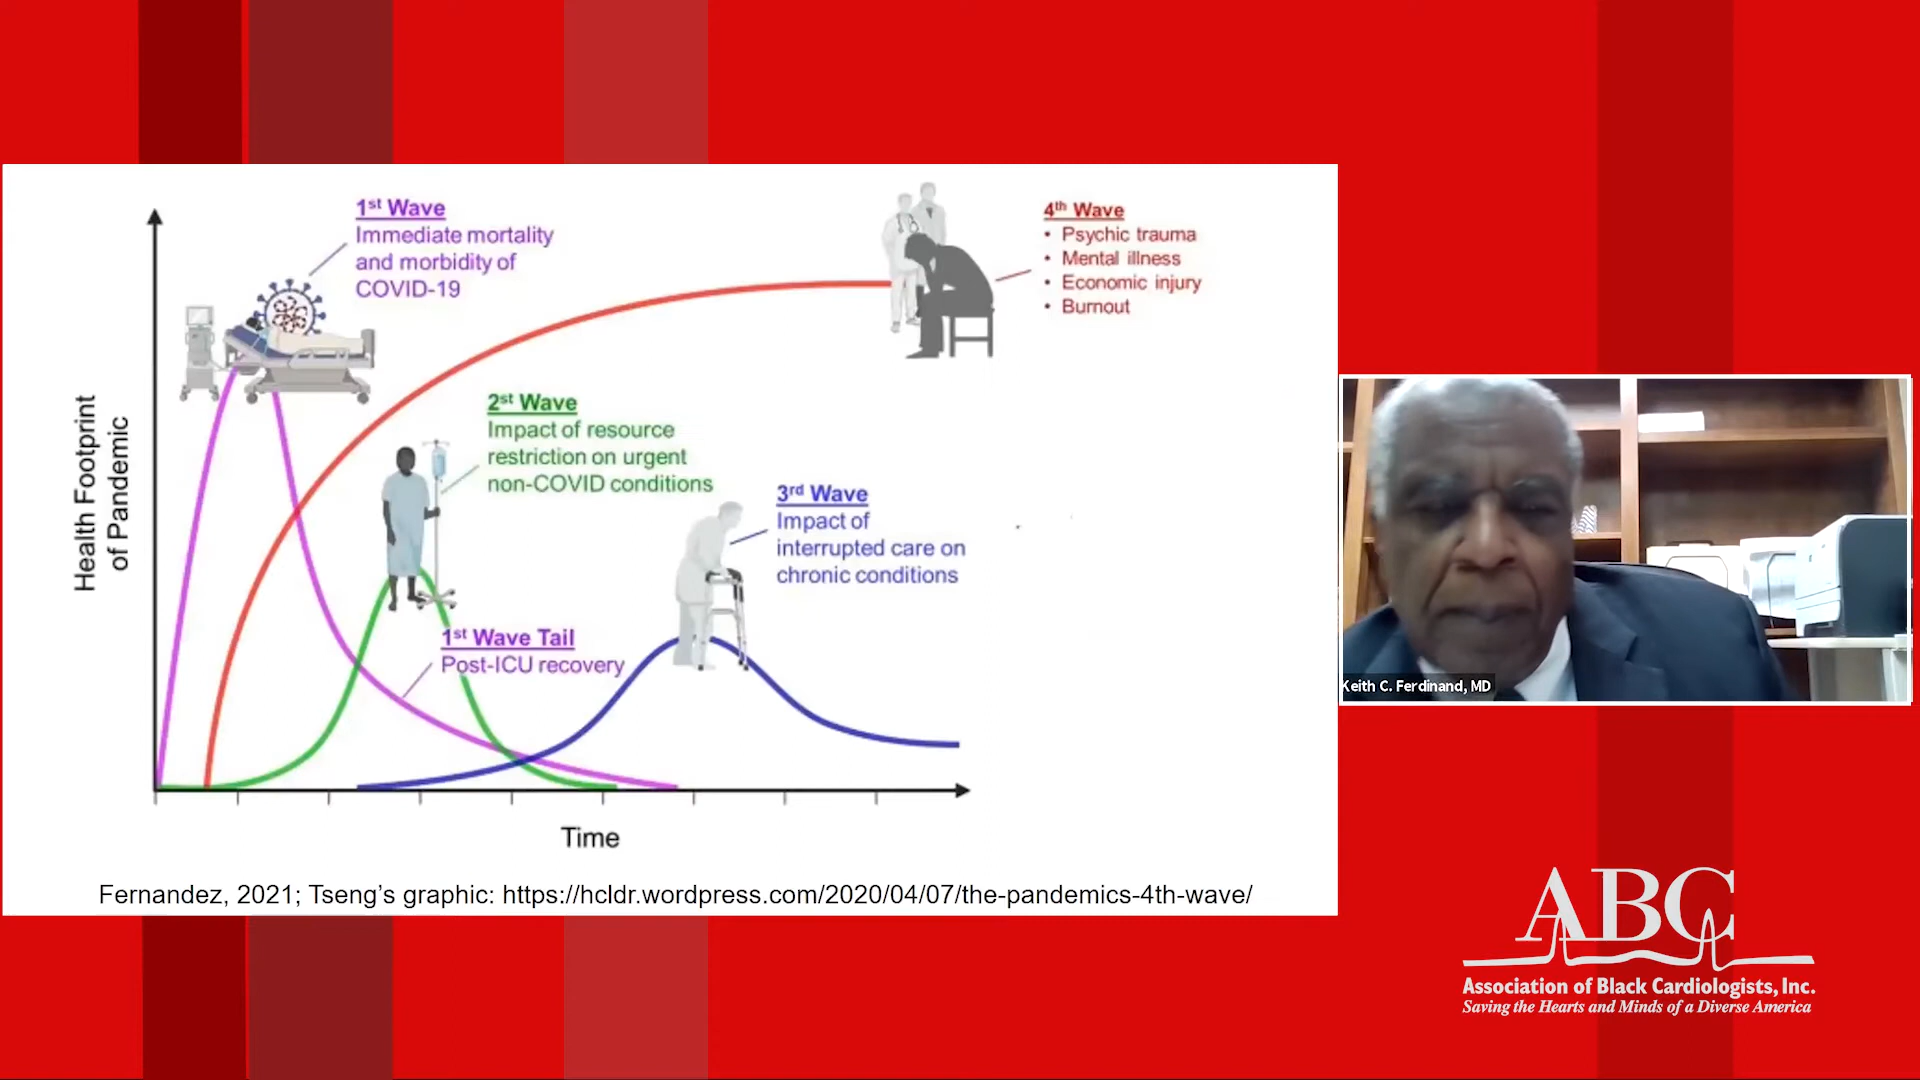 1st Wave
Immediate mortality
and morbidity of
COVID-19
4th Wave
• Psychic trauma
• Mental illness
• Economic injury
• Burnout
2st Wave
Impact of resource
restriction on urgent
non-COVID conditions
3rd Wave
Impact of
interrupted care on
chronic conditions
1st Wave Tail
Post-ICU recovery
Health Footprint
of Pandemic
Time
Fernandez, 2021; Tseng's graphic: https://hcldr.wordpress.com/2020/04/07/the-pandemics-4th-wave/
Keith C. Ferdinand, MD
ABC
Association of Black Cardiologists, Inc.
Saving the Hearts and Minds of a Diverse America